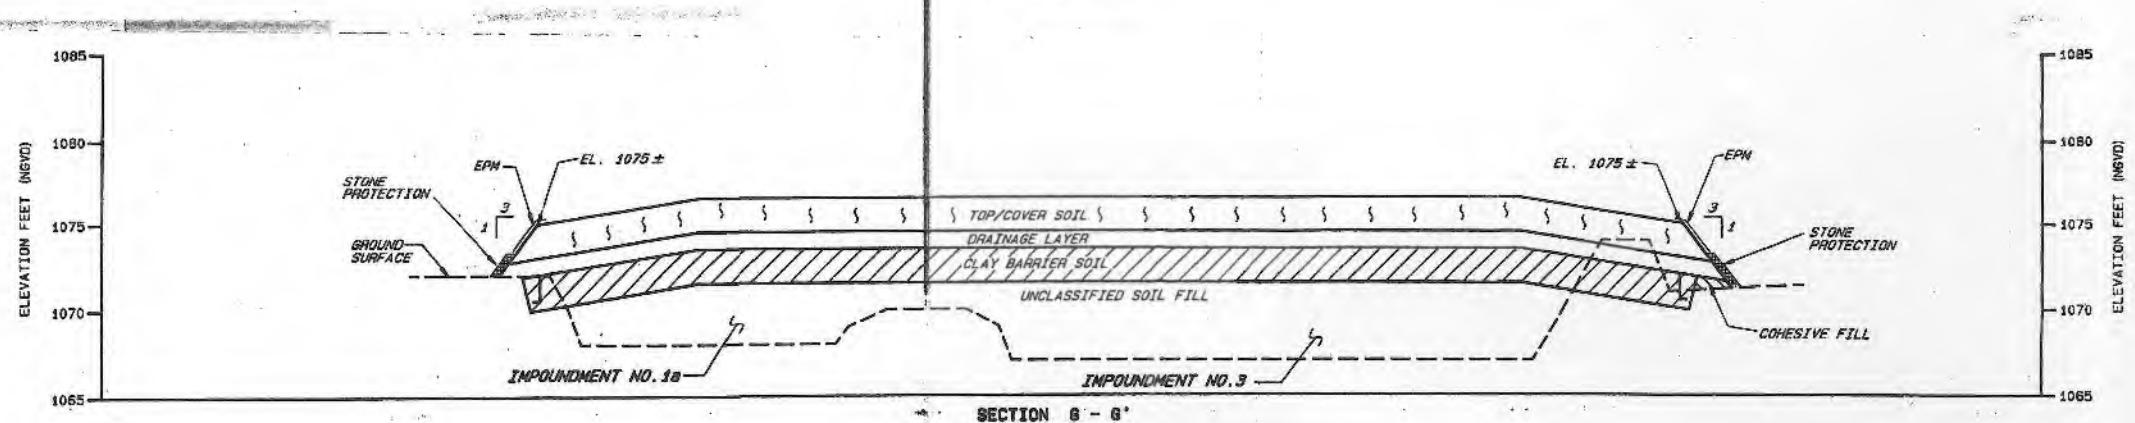 1085
1080
1075
1070
1065
ELEVATION FEET (NGVD)
STONE
PROTECTION
GROUND
SURFACE
EPM
EL. 1075 ±
3
1
TOP/COVER SOIL
DRAINAGE LAYER
CLAY BARRIER SOIL
UNCLASSIFIED SOIL FILL
IMPOUNDMENT NO.1a
IMPOUNDMENT NO.3
EL. 1075 ±
EPM
3
1
STONE
PROTECTION
COHESIVE FILL
1085
1080
1075
1070
1065
ELEVATION FEET (NGVD)
SECTION G - G'